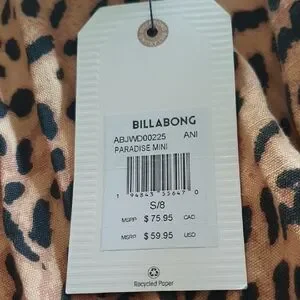 BILLABONG
ABJWD00225 ANI
PARADISE MINI
1 94843 55647 0
S/8
MSRP $ 75.95 CAD
MSRP $ 59.95 USD
Recycled Paper